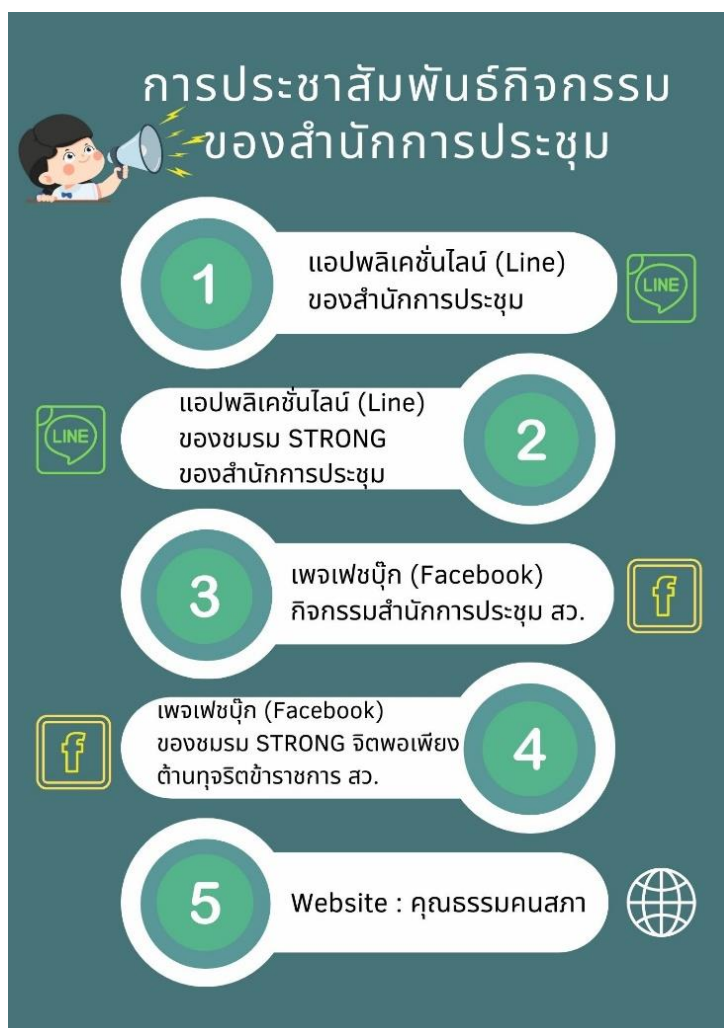 การประชาสัมพันธ์กิจกรรม
ของสำนักการประชุม
1
แอปพลิเคชั่นไลน์ (Line)
ของสำนักการประชุม
LINE
LINE
แอปพลิเคชั่นไลน์ (Line)
ของชมรม STRONG
ของสำนักการประชุม
2
3
เพจเฟซบุ๊ก (Facebook)
กิจกรรมสำนักการประชุม สว.
f
f
เพจเฟซบุ๊ก (Facebook)
ของชมรม STRONG จิตพอเพียง
ต้านทุจริตข้าราชการ สว.
4
5
Website : คุณธรรมคนสภา